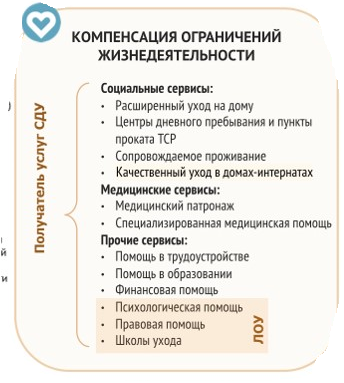 КОМПЕНСАЦИЯ ОГРАНИЧЕНИЙ
ЖИЗНЕДЕЯТЕЛЬНОСТИ
Получатель услуг СДУ
Социальные сервисы:
• Расширенный уход на дому
• Центры дневного пребывания и пункты
проката ТСР
• Сопровождаемое проживание
• Качественный уход в домах-интернатах
Медицинские сервисы:
• Медицинский патронаж
• Специализированная медицинская помощь
Прочие сервисы:
• Помощь в трудоустройстве
• Помощь в образовании
• Финансовая помощь
• Психологическая помощь
• Правовая помощь
• Школы ухода
ЛОУ